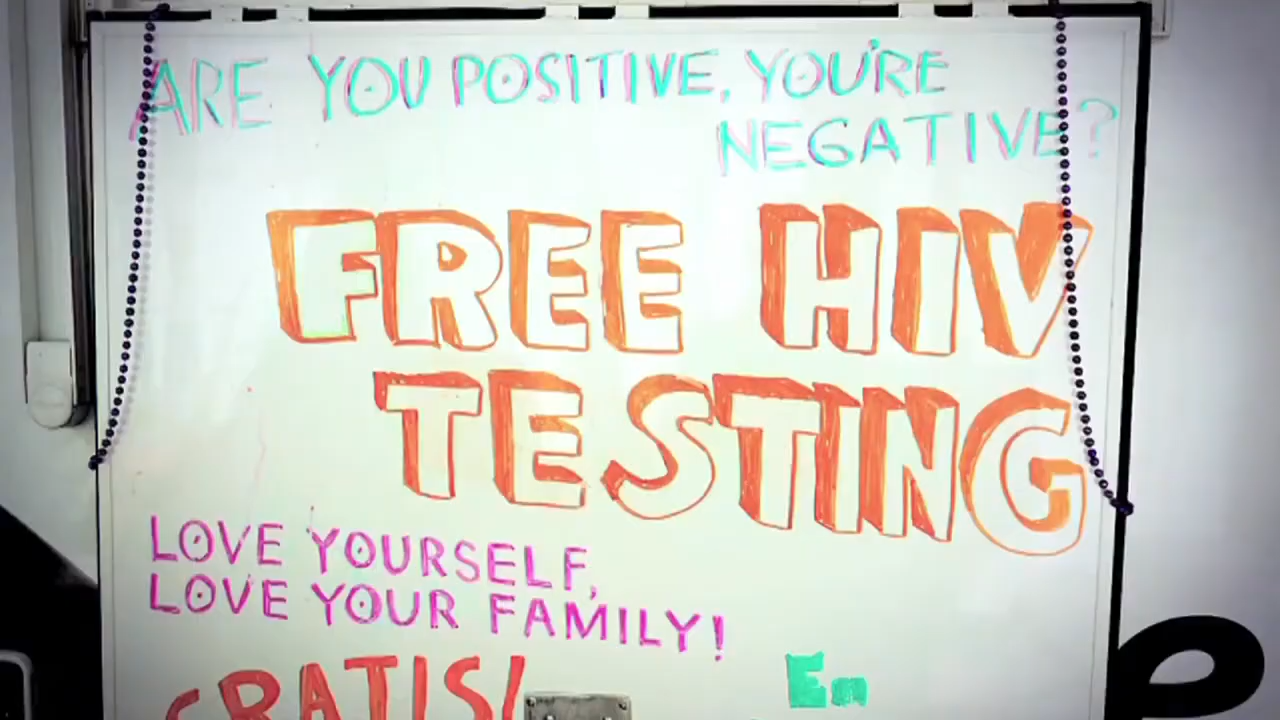 ARE YOU POSITIVE, YOU'RE
NEGATIVE?
FREE HIV
TESTING
LOVE YOURSELF,
LOVE YOUR FAMILY!
GRATIS!
En
e